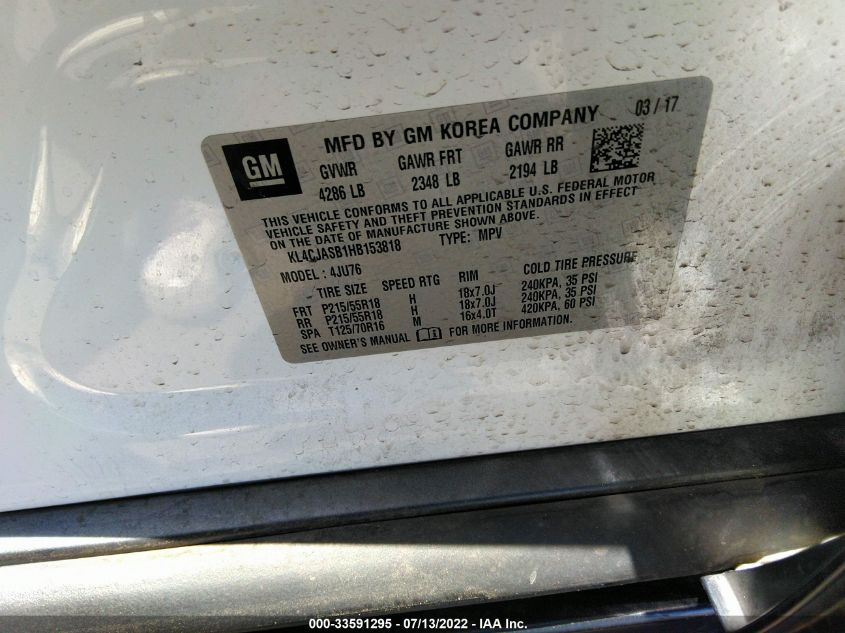 GM
MFD BY GM KOREA COMPANY 03 / 17
GVWR GAWR FRT GAWR RR
4286 LB 2348 LB 2194 LB
THIS VEHICLE CONFORMS TO ALL APPLICABLE U.S. FEDERAL MOTOR
VEHICLE SAFETY AND THEFT PREVENTION STANDARDS IN EFFECT
ON THE DATE OF MANUFACTURE SHOWN ABOVE.
KL4CJASB1HB153818 TYPE: MPV
MODEL : 4JU76
TIRE SIZE SPEED RTG RIM COLD TIRE PRESSURE
FRT P215/55R18 H 18x7.0J 240KPA, 35 PSI
RR P215/55R18 H 18x7.0J 240KPA, 35 PSI
SPA T125/70R16 M 16x4.0T 420KPA, 60 PSI
SEE OWNER'S MANUAL FOR MORE INFORMATION.
000-33591295 - 07/13/2022 - IAA Inc.